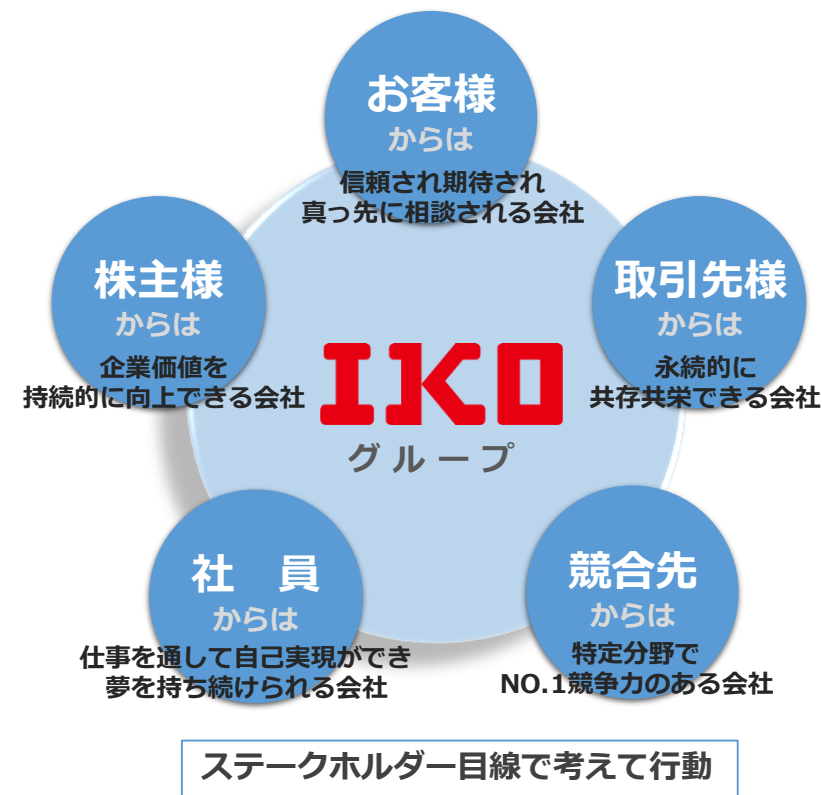 お客様
からは
信頼され期待され
真っ先に相談される会社
株主様
からは
企業価値を
持続的に向上できる会社
取引先様
からは
永続的に
共存共栄できる会社
IKO
グループ
社　員
からは
仕事を通して自己実現ができ
夢を持ち続けられる会社
競合先
からは
特定分野で
NO.1競争力のある会社
ステークホルダー目線で考えて行動